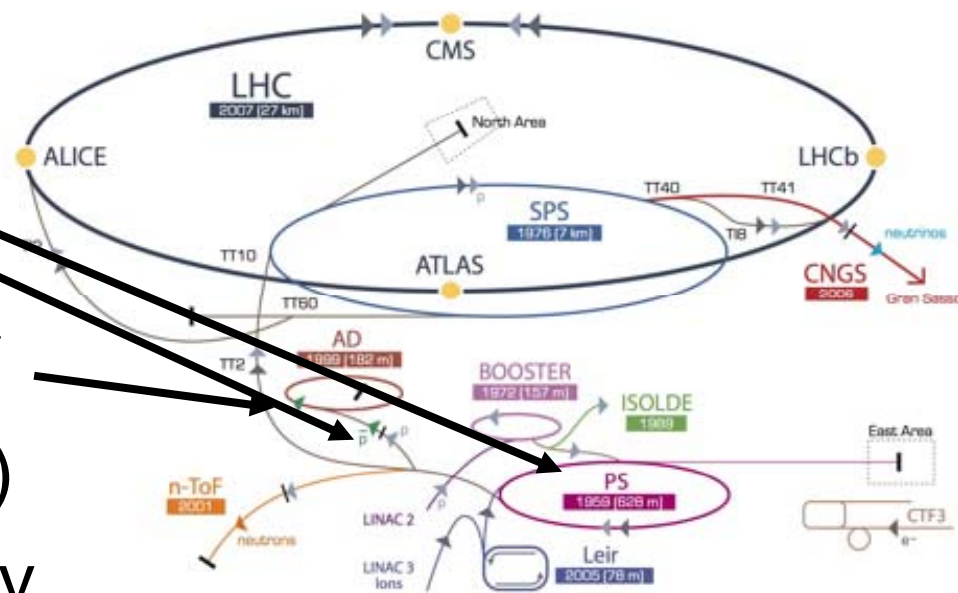 CMS
LHC
2007 (27 km)
North Area
ALICE
LHCb
TT40
TT41
p
SPS
1976 (7 km)
TI8
neutrinos
TT10
ATLAS
CNGS
2006
Gran Sasso
TT60
AD
1999 (182 m)
TT2
BOOSTER
1972 (157 m)
ISOLDE
1989
p
p̅
East Area
n-ToF
2001
PS
1959 (628 m)
LINAC 2
p
neutrons
CTF3
e⁻
LINAC 3
Ions
Leir
2005 (78 m)
)